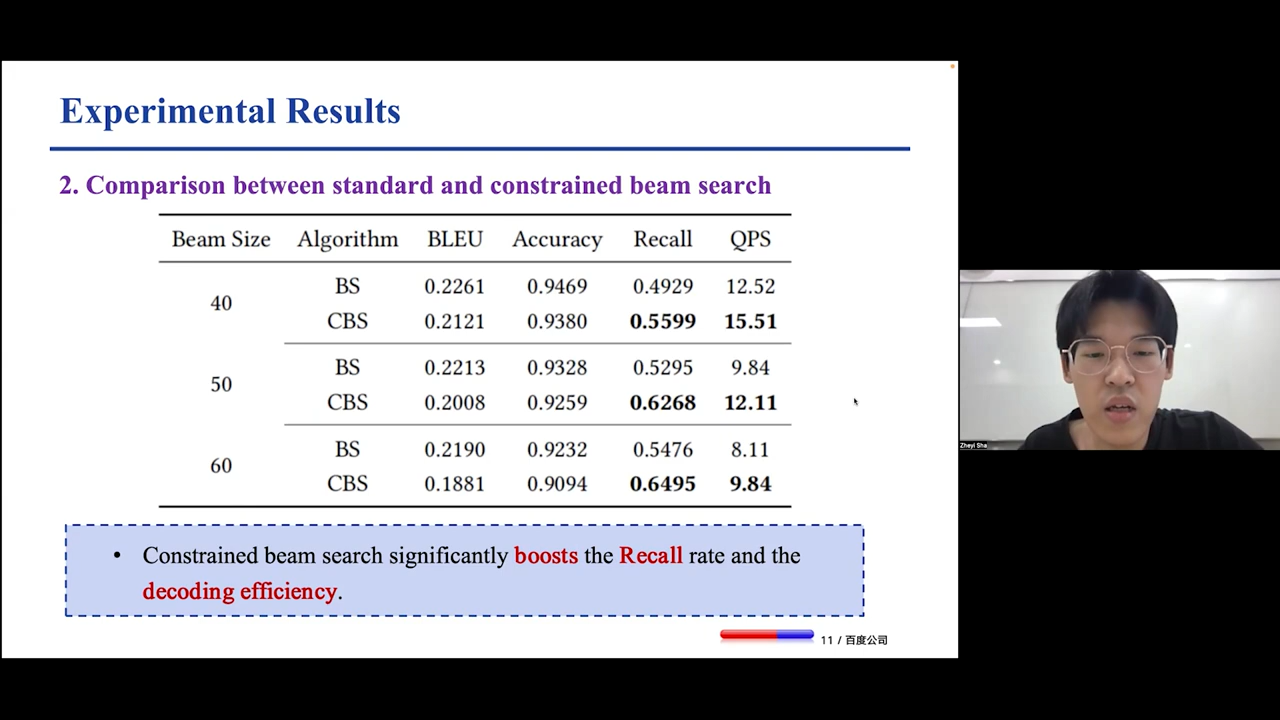 Experimental Results
2. Comparison between standard and constrained beam search
Beam Size Algorithm BLEU Accuracy Recall QPS
40
BS 0.2261 0.9469 0.4929 12.52
CBS 0.2121 0.9380 0.5599 15.51
50
BS 0.2213 0.9328 0.5295 9.84
CBS 0.2008 0.9259 0.6268 12.11
60
BS 0.2190 0.9232 0.5476 8.11
CBS 0.1881 0.9094 0.6495 9.84
• Constrained beam search significantly boosts the Recall rate and the
decoding efficiency.
11 / 百度公司
Zheyi Sha